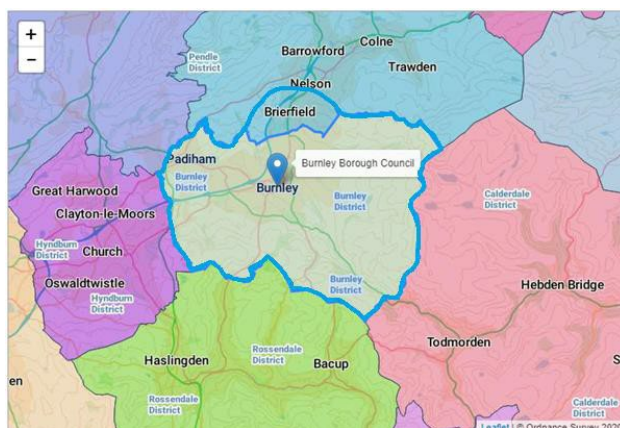 +
−
Colne
Barrowford
Pendle
District
Trawden
Nelson
Brierfield
Padiham
Burnley Borough Council
Burnley
District
Burnley
Great Harwood
Burnley
District
Calderdale
District
Clayton-le-Moors
Hyndburn
District
Church
Oswaldtwistle
Hyndburn
District
Burnley
District
Hebden Bridge
Todmorden
Rossendale
District
Haslingden
Bacup
S
en
Rossendale
District
Calderdale
District
Leaflet | © Ordnance Survey 2020